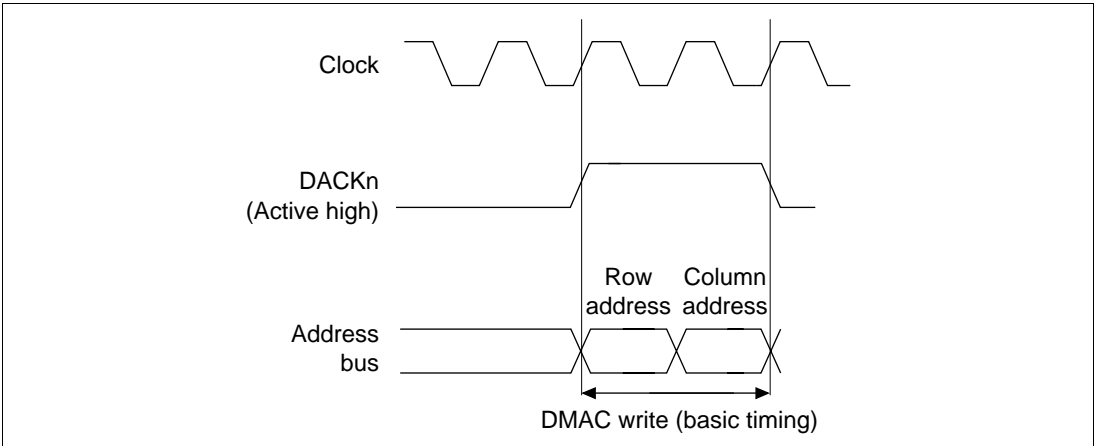 Clock
DACKn
(Active high)
Row
address
Column
address
Address
bus
DMAC write (basic timing)